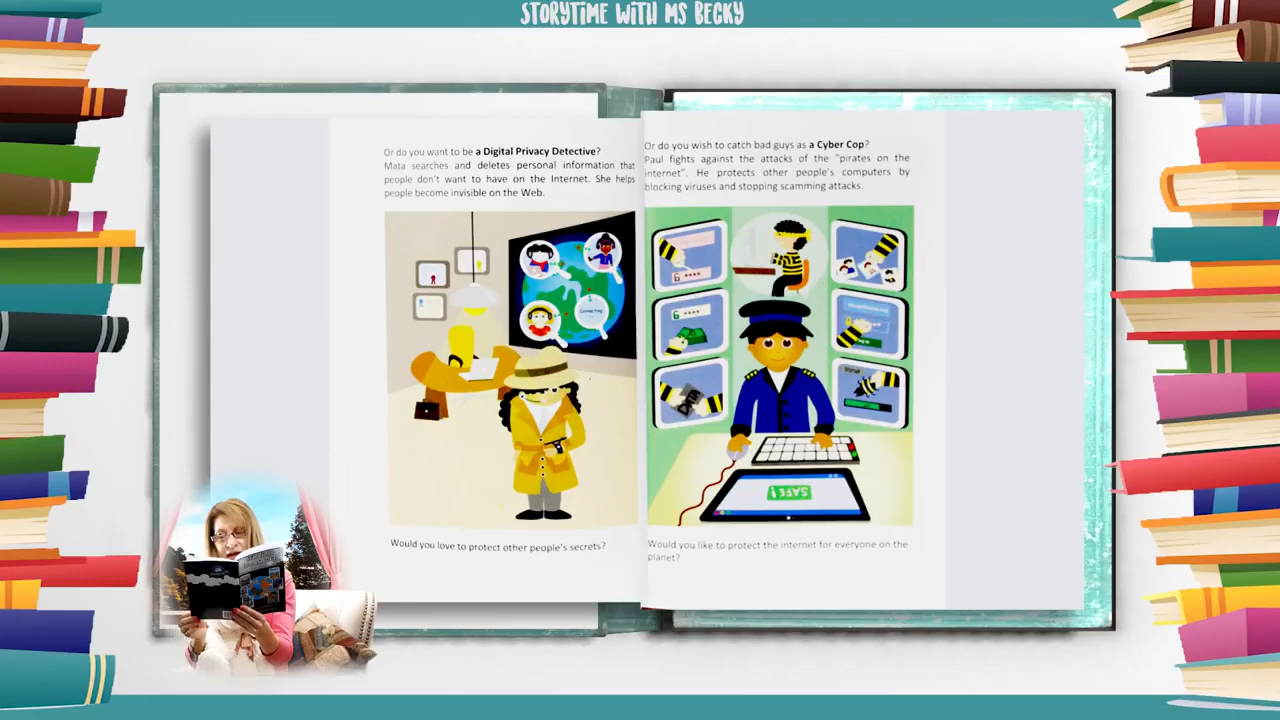 STORYTIME WITH MS BECKY
Or do you want to be a Digital Privacy Detective?
Mata searches and deletes personal information that
people don't want to have on the Internet. She helps
people become invisible on the Web.
Connecting
Would you love to protect other people's secrets?
Or do you wish to catch bad guys as a Cyber Cop?
Paul fights against the attacks of the "pirates on the
internet". He protects other people's computers by
blocking viruses and stopping scamming attacks.
DATA
Virus
SAFE!
Would you like to protect the internet for everyone on the
planet?